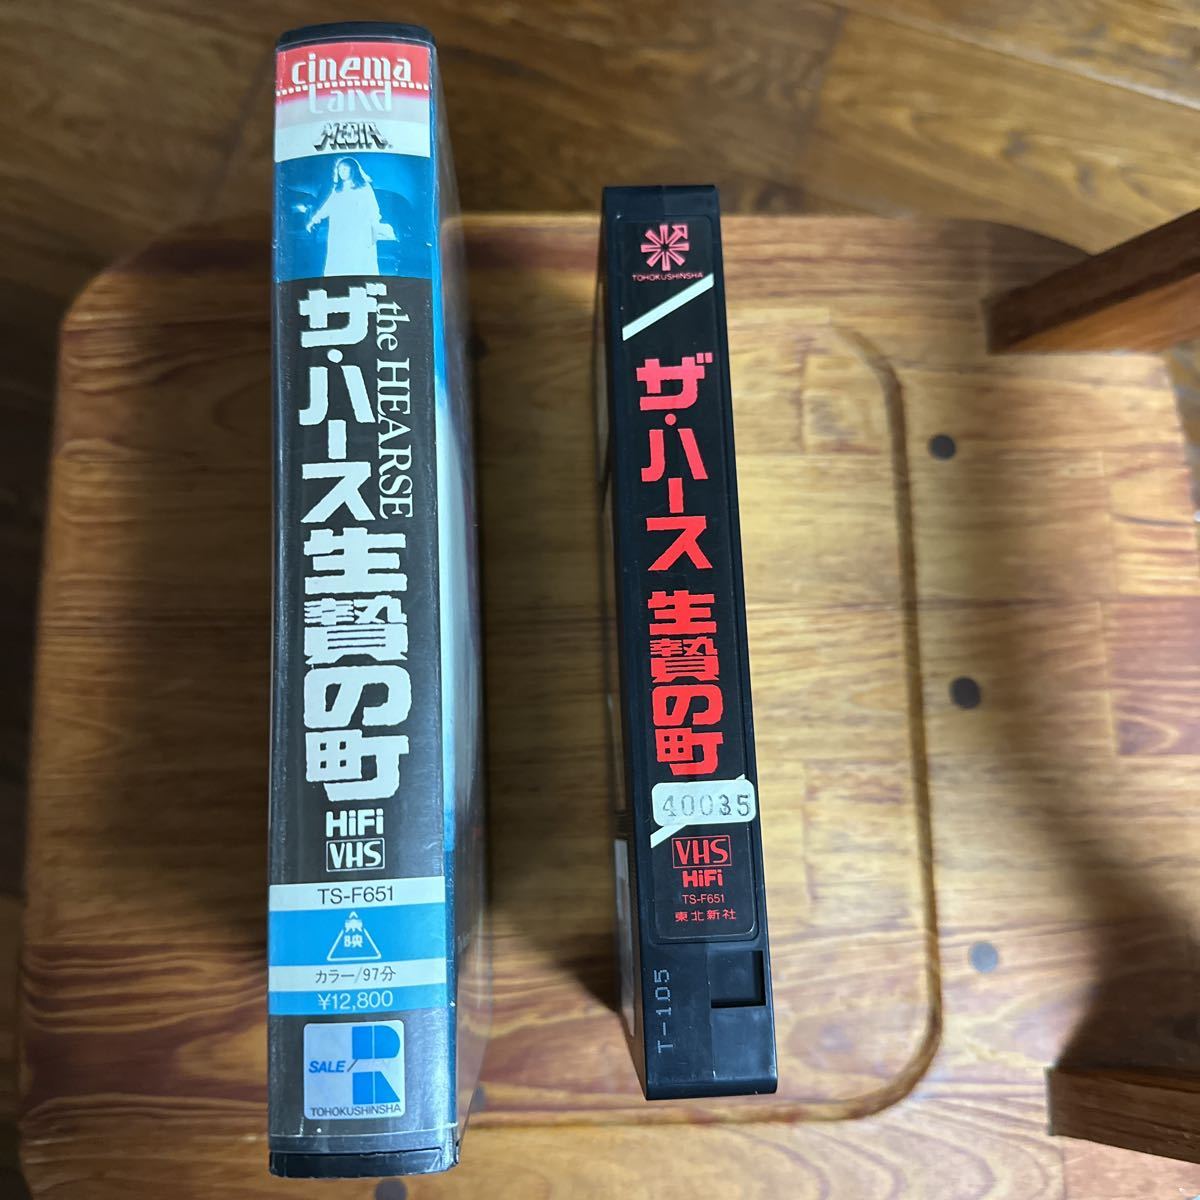 cinema
Land
MEDIA
the HEARSE
ザ・ハース生贄の町
HiFi
VHS
TS-F651
東映
カラー/97分
¥12,800
SALE/R
TOHOKUSHINSHA
TOHOKUSHINSHA
ザ・ハース 生贄の町
40035
VHS
HiFi
TS-F651
東北新社
T-105